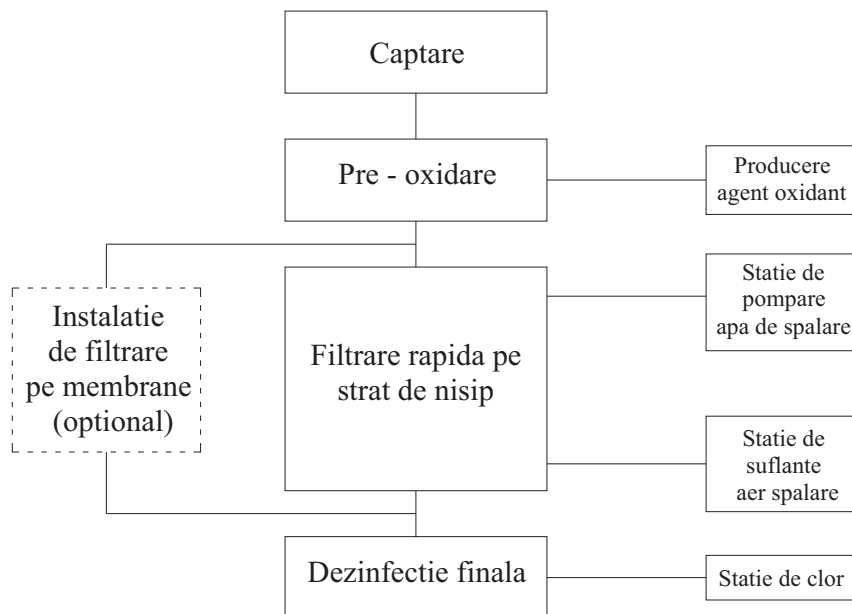 Captare
Pre - oxidare
Producere
agent oxidant
Instalatie
de filtrare
pe membrane
(optional)
Filtrare rapida pe
strat de nisip
Statie de
pompare
apa de spalare
Statie de
suflante
aer spalare
Dezinfectie finala
Statie de clor